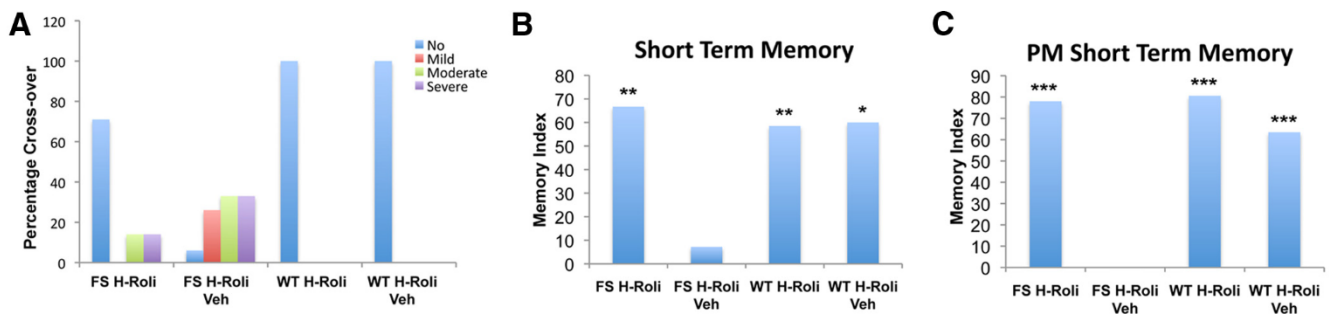 A
120
100
80
60
40
20
0
Percentage Cross-over
No
Mild
Moderate
Severe
FS H-Roli
FS H-Roli
Veh
WT H-Roli
WT H-Roli
Veh
B
Short Term Memory
80
70
60
50
40
30
20
10
0
Memory Index
**
**
*
FS H-Roli
FS H-Roli
Veh
WT H-Roli
WT H-Roli
Veh
C
PM Short Term Memory
90
80
70
60
50
40
30
20
10
0
Memory Index
***
***
***
FS H-Roli
FS H-Roli
Veh
WT H-Roli
WT H-Roli
Veh